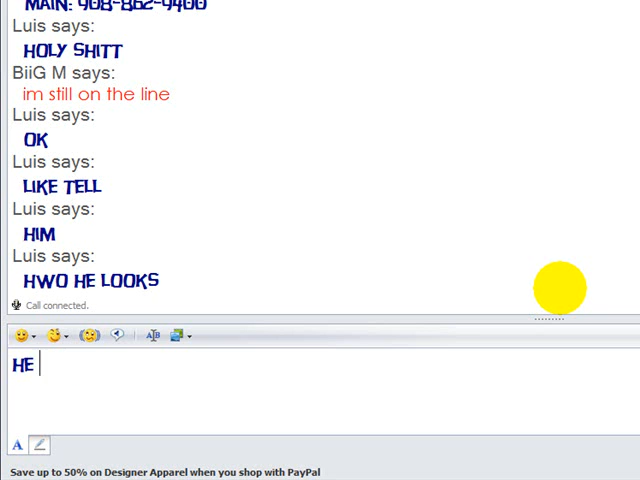 MAIN: 908-862-9400
Luis says:
HOLY SHITT
BiiG M says:
im still on the line
Luis says:
OK
Luis says:
LIKE TELL
Luis says:
HIM
Luis says:
HWO HE LOOKS
Call connected.
HE
Save up to 50% on Designer Apparel when you shop with PayPal